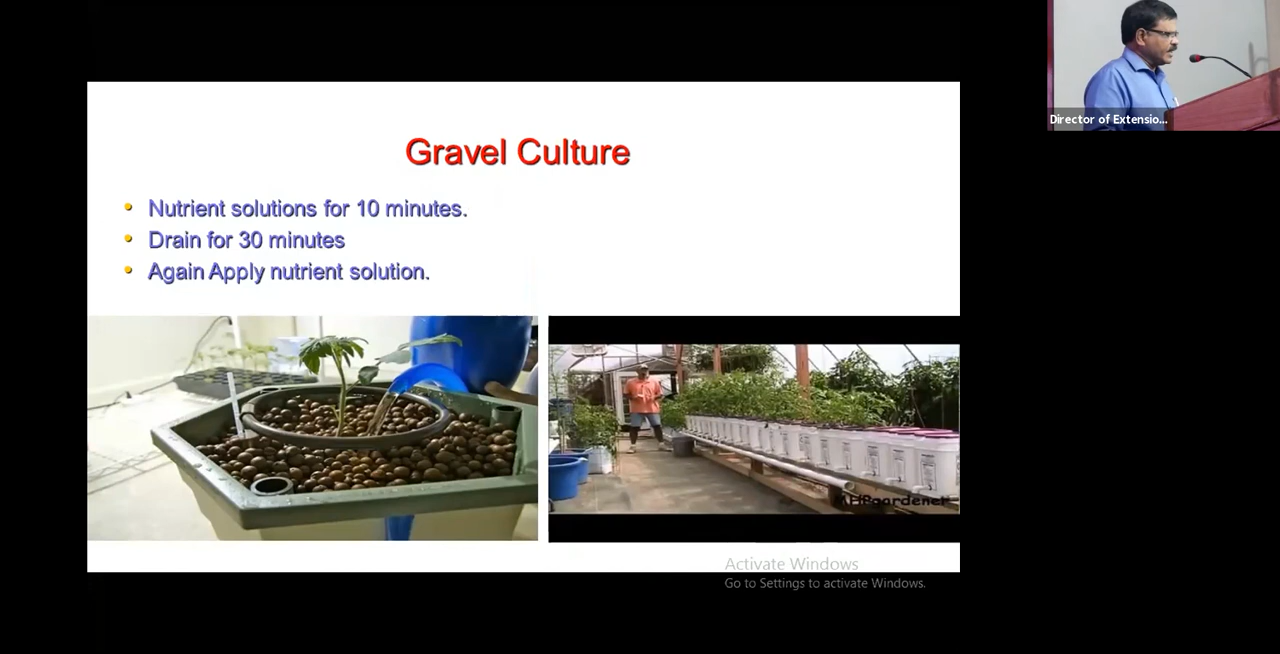 Director of Extensio...
Gravel Culture
• Nutrient solutions for 10 minutes.
• Drain for 30 minutes
• Again Apply nutrient solution.
MHPgardener
Activate Windows
Go to Settings to activate Windows.